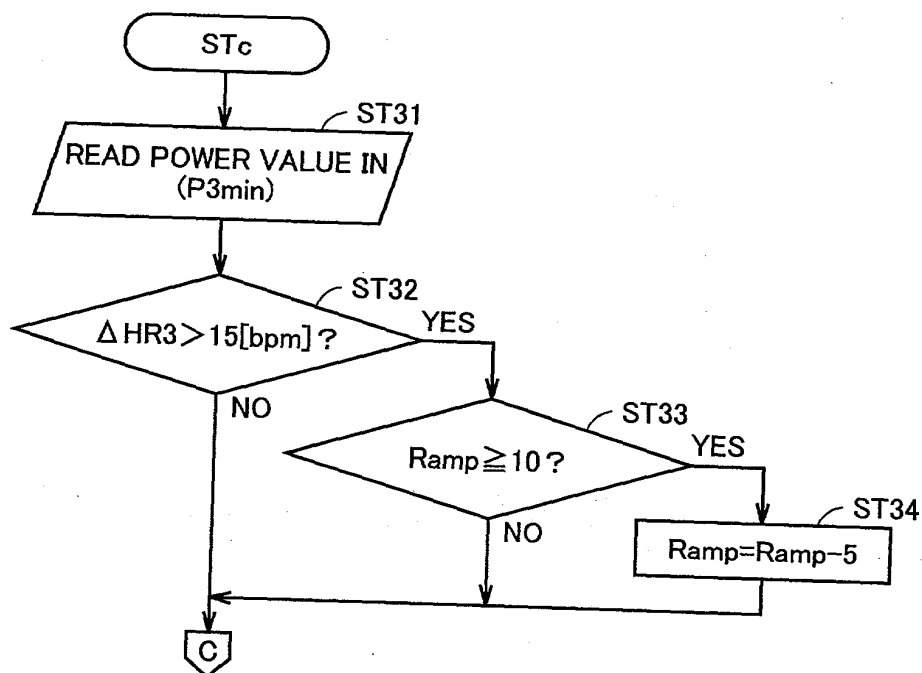 STc
ST31
READ POWER VALUE IN
(P3min)
ST32
ΔHR3>15[bpm]?
YES
NO
ST33
Ramp≧10?
YES
NO
ST34
Ramp=Ramp-5
C